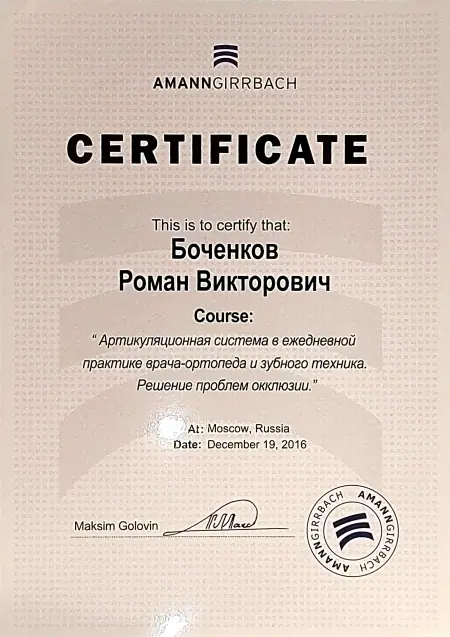 AMANNGIRRBACH
CERTIFICATE
This is to certify that:
Боченков
Роман Викторович
Course:
“Артикуляционная система в ежедневной
практике врача-ортопеда и зубного техника.
Решение проблем окклюзии.”
At: Moscow, Russia
Date: December 19, 2016
Maksim Golovin
AMANNGIRRBACH AMANNGIRRBACH